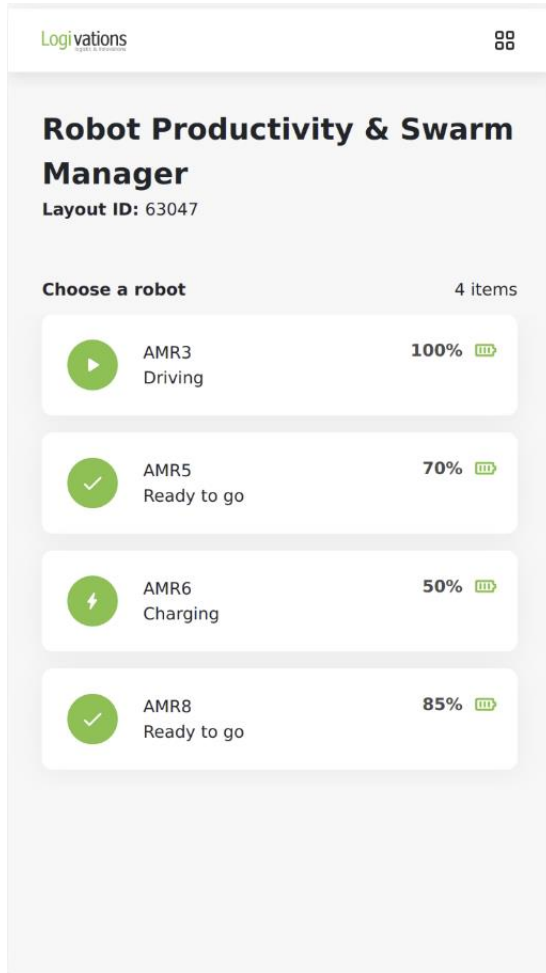 Logivations
Robot Productivity & Swarm
Manager
Layout ID: 63047
Choose a robot 4 items
AMR3 100%
Driving
AMR5 70%
Ready to go
AMR6 50%
Charging
AMR8 85%
Ready to go